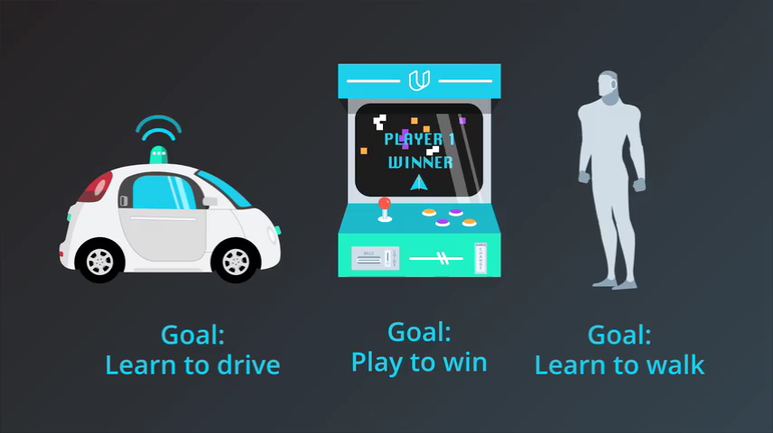 PLAYER 1
WINNER
Goal:
Learn to drive
Goal:
Play to win
Goal:
Learn to walk